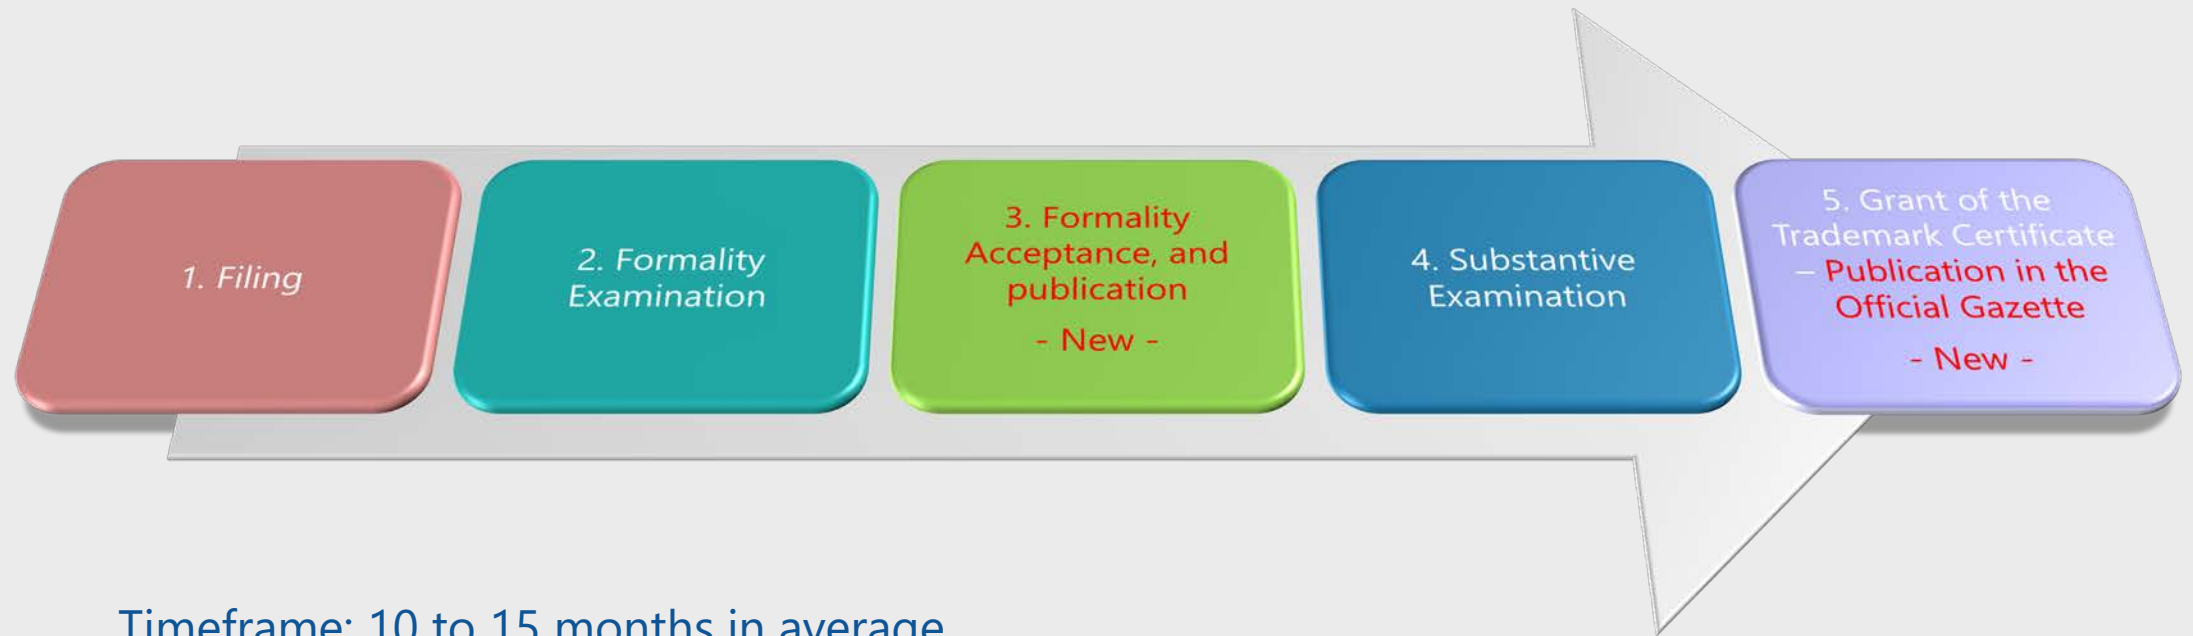 1. Filing
2. Formality
Examination
3. Formality
Acceptance, and
publication
- New -
4. Substantive
Examination
5. Grant of the
Trademark Certificate
– Publication in the
Official Gazette
- New -
Timeframe: 10 to 15 months in average